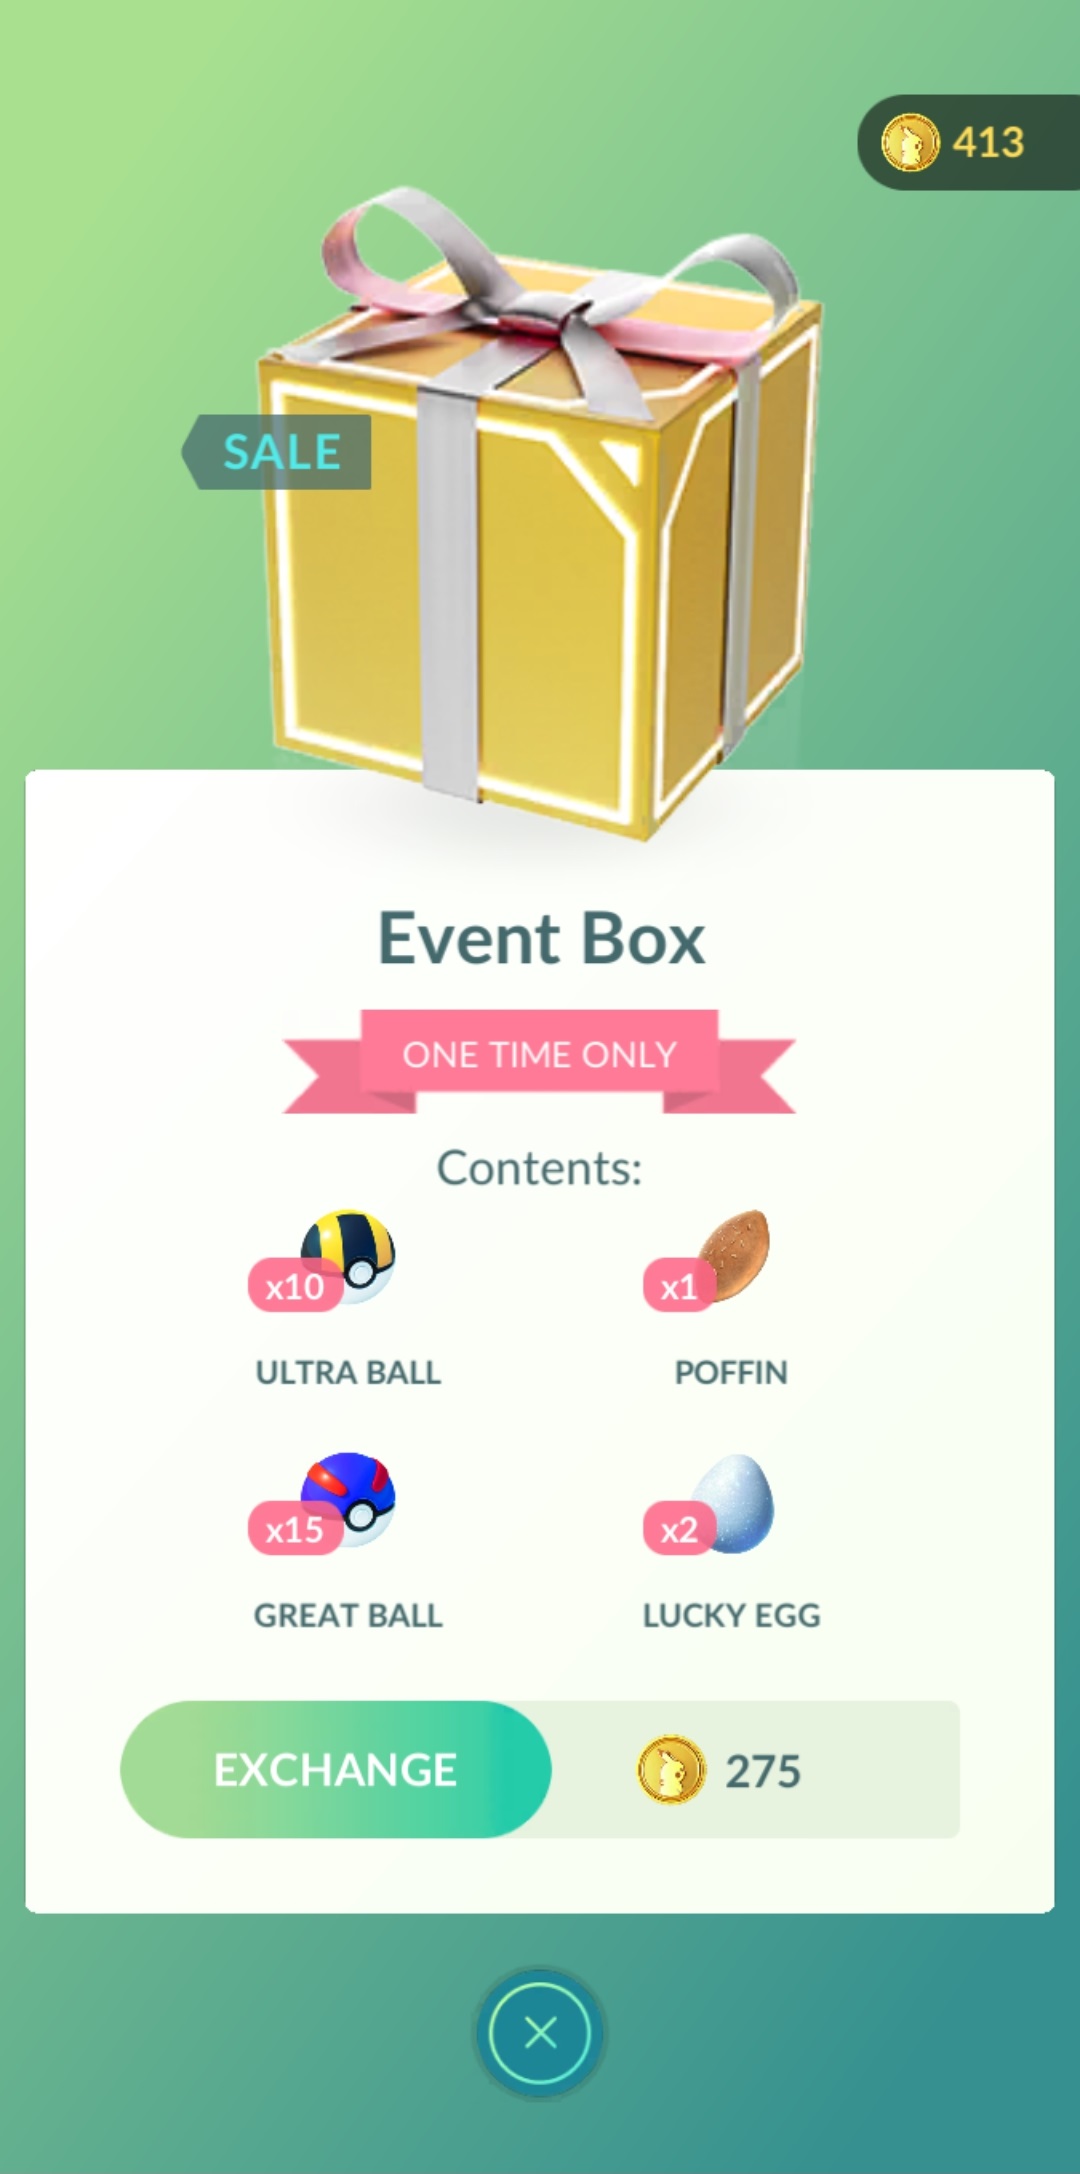 413
SALE
Event Box
ONE TIME ONLY
Contents:
x10
x1
ULTRA BALL
POFFIN
x15
x2
GREAT BALL
LUCKY EGG
EXCHANGE
275